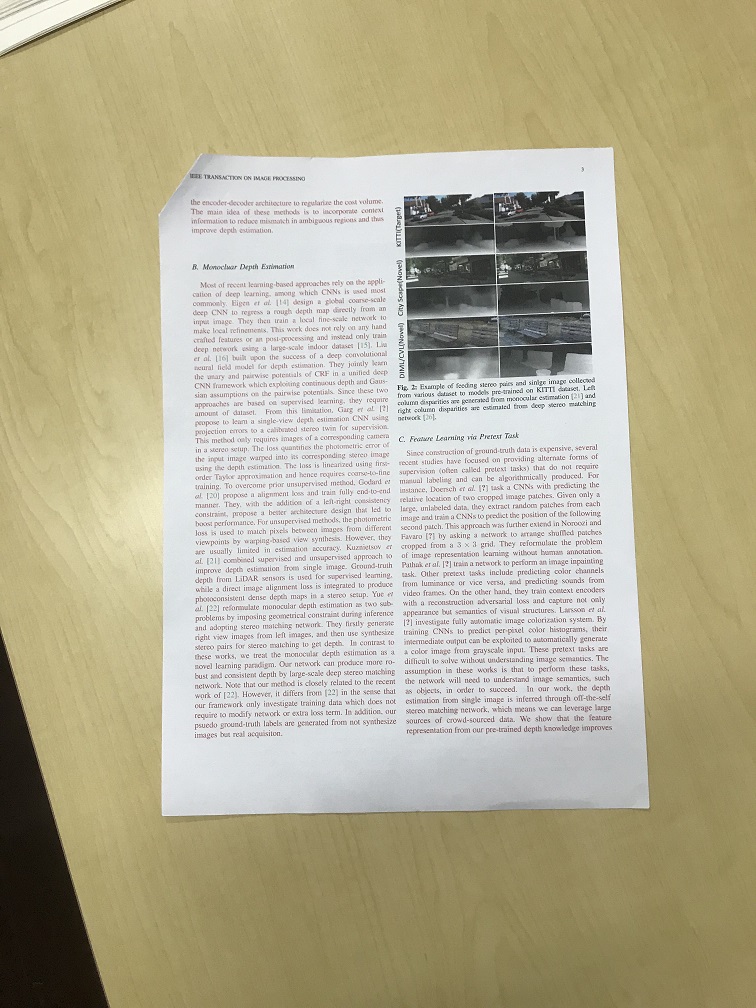 IEEE TRANSACTION ON IMAGE PROCESSING
3
the encoder-decoder architecture to regularize the cost volume.
The main idea of these methods is to incorporate context
information to reduce mismatch in ambiguous regions and thus
improve depth estimation.
B. Monocluar Depth Estimation
Most of recent learning-based approaches rely on the appli-
cation of deep learning, among which CNNs is used most
commonly. Eigen et al. [14] design a global coarse-scale
deep CNN to regress a rough depth map directly from an
input image. They then train a local fine-scale network to
make local refinements. This work does not rely on any hand
crafted features or an post-processing and instead only train
deep network using a large-scale indoor dataset [15]. Liu
et al. [16] built upon the success of a deep convolutional
neural field model for depth estimation. They jointly learn
the unary and pairwise potentials of CRF in a unified deep
CNN framework which exploiting continuous depth and Gaus-
sian assumptions on the pairwise potentials. Since these two
approaches are based on supervised learning, they require
amount of dataset. From this limitation, Garg et al. [?]
propose to learn a single-view depth estimation CNN using
projection errors to a calibrated stereo twin for supervision.
This method only requires images of a corresponding camera
in a stereo setup. The loss quantifies the photometric error of
the input image warped into its corresponding stereo image
using the depth estimation. The loss is linearized using first-
order Taylor approximation and hence requires coarse-to-fine
training. To overcome prior unsupervised method, Godard et
al. [20] propose a alignment loss and train fully end-to-end
manner. They, with the addition of a left-right consistency
constraint, propose a better architecture design that led to
boost performance. For unsupervised methods, the photometric
loss is used to match pixels between images from different
viewpoints by warping-based view synthesis. However, they
are usually limited in estimation accuracy. Kuznietsov et
al. [21] combined supervised and unsupervised approach to
improve depth estimation from single image. Ground-truth
depth from LiDAR sensors is used for supervised learning,
while a direct image alignment loss is integrated to produce
photoconsistent dense depth maps in a stereo setup. Yue et
al. [22] reformulate monocular depth estimation as two sub-
problems by imposing geometrical constraint during inference
and adopting stereo matching network. They firstly generate
right view images from left images, and then use synthesize
stereo pairs for stereo matching to get depth. In contrast to
these works, we treat the monocular depth estimation as a
novel learning paradigm. Our network can produce more ro-
bust and consistent depth by large-scale deep stereo matching
network. Note that our method is closely related to the recent
work of [22]. However, it differs from [22] in the sense that
our framework only investigate training data which does not
require to modify network or extra loss term. In addition, our
psuedo ground-truth labels are generated from not synthesize
images but real acquisiton.
KITTI(Target)
City Scape(Novel)
DIML/CVL(Novel)
Fig. 2: Example of feeding stereo pairs and sinlge image collected
from various dataset to models pre-trained on KITTI dataset. Left
column disparities are generated from monocular estimation [21] and
right column disparities are estimated from deep stereo matching
network [20].
C. Feature Learning via Pretext Task
Since construction of ground-truth data is expensive, several
recent studies have focused on providing alternate forms of
supervision (often called pretext tasks) that do not require
manual labeling and can be algorithmically produced. For
instance, Doersch et al. [?] task a CNNs with predicting the
relative location of two cropped image patches. Given only a
large, unlabeled data, they extract random patches from each
image and train a CNNs to predict the position of the following
second patch. This approach was further extend in Noroozi and
Favaro [?] by asking a network to arrange shuffled patches
cropped from a 3 × 3 grid. They reformulate the problem
of image representation learning without human annotation.
Pathak et al. [?] train a network to perform an image inpainting
task. Other pretext tasks include predicting color channels
from luminance or vice versa, and predicting sounds from
video frames. On the other hand, they train context encoders
with a reconstruction adversarial loss and capture not only
appearance but semantics of visual structures. Larsson et al.
[?] investigate fully automatic image colorization system. By
training CNNs to predict per-pixel color histograms, their
intermediate output can be exploited to automatically generate
a color image from grayscale input. These pretext tasks are
difficult to solve without understanding image semantics. The
assumption in these works is that to perform these tasks,
the network will need to understand image semantics, such
as objects, in order to succeed. In our work, the depth
estimation from single image is inferred through off-the-self
stereo matching network, which means we can leverage large
sources of crowd-sourced data. We show that the feature
representation from our pre-trained depth knowledge improves